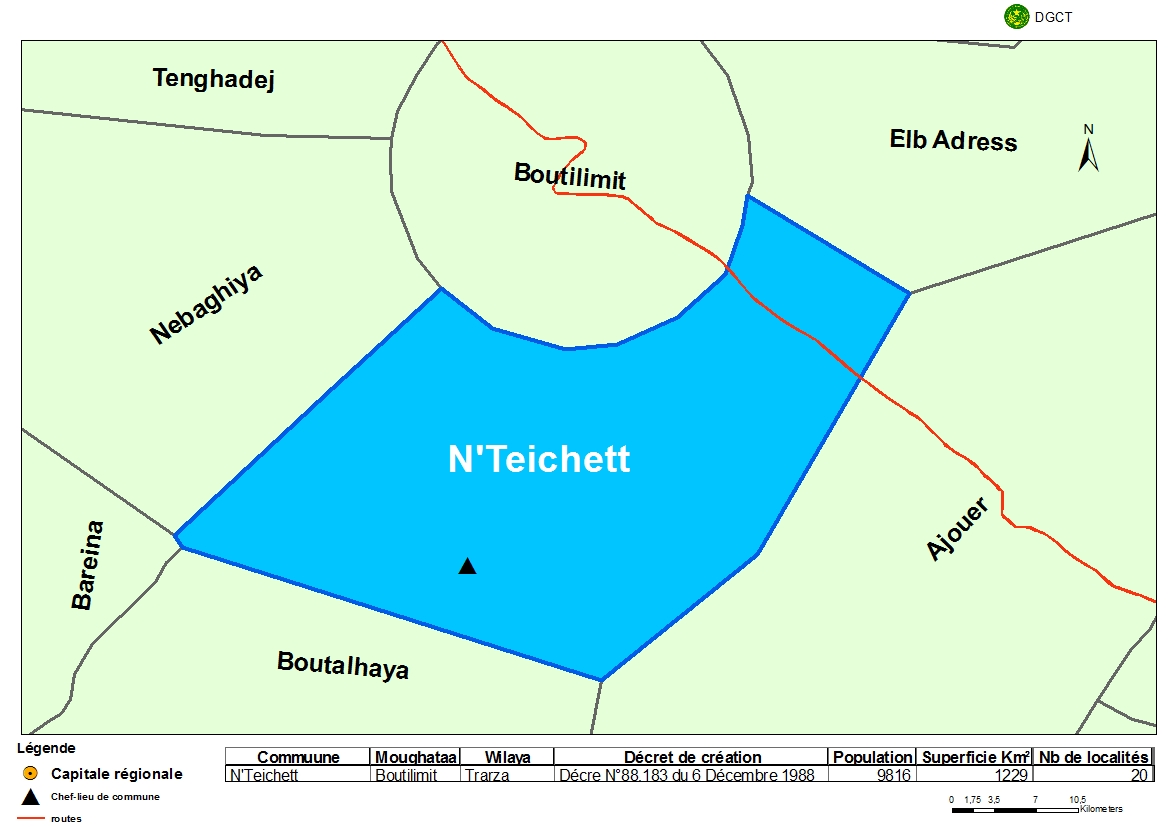 DGCT
Tenghadej
Elb Adress
N
Boutilimit
Nebaghiya
N'Teichett
Ajouer
Bareina
Boutalhaya
Légende
Capitale régionale
Chef-lieu de commune
routes
Commuune Moughataa Wilaya Décret de création Population Superficie Km² Nb de localités
N'Teichett Boutilimit Trarza Décre N°88.183 du 6 Décembre 1988 9816 1229 20
0 1,75 3,5 7 10,5
Kilometers